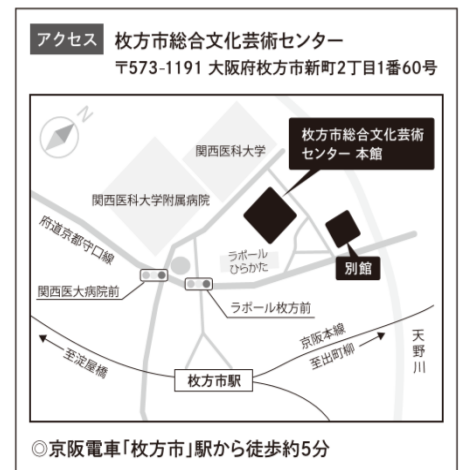 アクセス
枚方市総合文化芸術センター
〒573-1191 大阪府枚方市新町2丁目1番60号
N
枚方市総合文化芸術
センター 本館
関西医科大学
関西医科大学附属病院
府道京都守口線
ラポール
ひらかた
別館
関西医大病院前
ラポール枚方前
京阪本線
至出町柳
天野川
至淀屋橋
枚方市駅
◎京阪電車「枚方市」駅から徒歩約5分